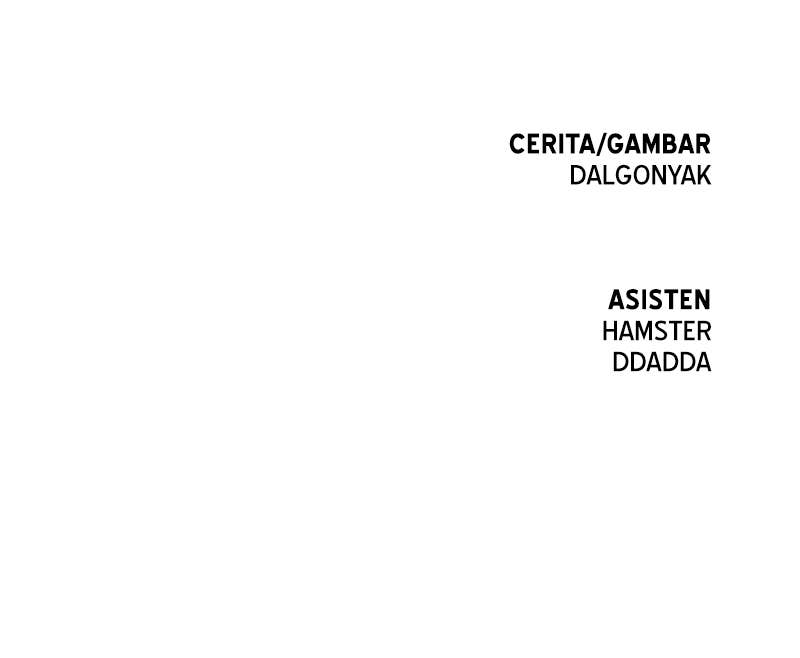 CERITA/GAMBAR
DALGONYAK
ASISTEN
HAMSTER
DDADDA